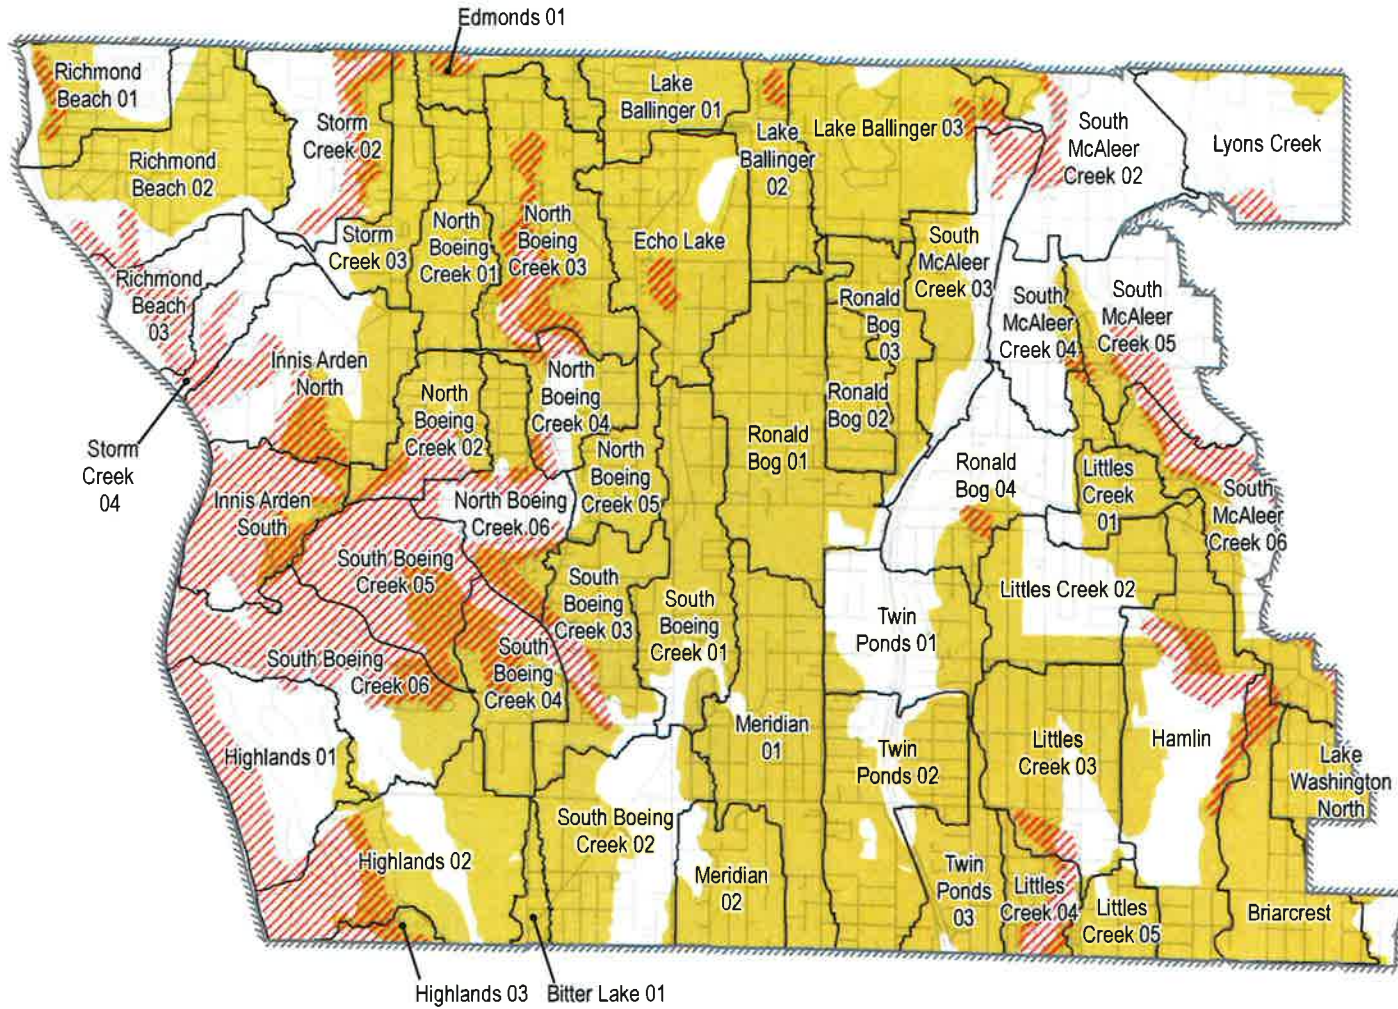 Edmonds 01
Richmond
Beach 01
Storm
Creek 02
Lake
Ballinger 01
Lake
Ballinger
02
Lake Ballinger 03
South
McAleer
Creek 02
Lyons Creek
Richmond
Beach 02
Storm
Creek 03
North
Boeing
Creek 01
North
Boeing
Creek 03
Echo Lake
South
McAleer
Creek 03
Richmond
Beach
03
Innis Arden
North
Ronald
Bog
03
South
McAleer
Creek 04
South
McAleer
Creek 05
North
Boeing
Creek 02
North
Boeing
Creek 04
Ronald
Bog 02
Storm
Creek
04
Ronald
Bog 01
North
Boeing
Creek 05
Ronald
Bog 04
Littles
Creek
01
Innis Arden
South
North Boeing
Creek 06
South
McAleer
Creek 06
South Boeing
Creek 05
South
Boeing
Creek 03
South
Boeing
Creek 01
Littles Creek 02
Twin
Ponds 01
South Boeing
Creek 06
South
Boeing
Creek 04
Highlands 01
Meridian
01
Twin
Ponds 02
Littles
Creek 03
Hamlin
Lake
Washington
North
South Boeing
Creek 02
Highlands 02
Meridian
02
Twin
Ponds
03
Littles
Creek 04
Littles
Creek 05
Briarcrest
Highlands 03
Bitter Lake 01